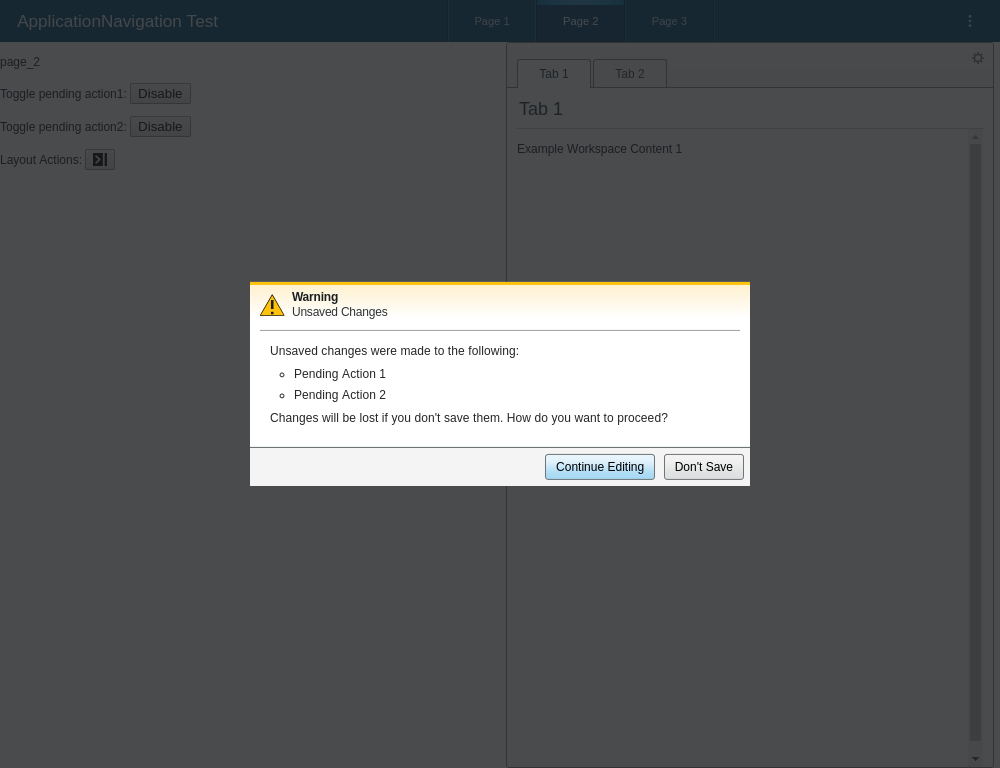 ApplicationNavigation Test
Page 1
Page 2
Page 3
page_2
Toggle pending action1: Disable
Toggle pending action2: Disable
Layout Actions:
Tab 1
Tab 2
Tab 1
Example Workspace Content 1
Warning
Unsaved Changes
Unsaved changes were made to the following:
Pending Action 1
Pending Action 2
Changes will be lost if you don't save them. How do you want to proceed?
Continue Editing
Don't Save